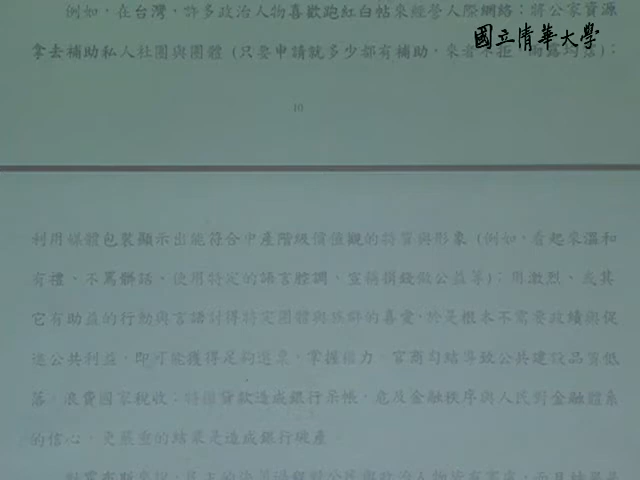 例如，在台灣，許多政治人物喜歡跑紅白帖來經營人際網絡；將公家資源
國立清華大學
拿去補助私人社團與團體（只要申請就多少都有補助，來者不拒
10
利用媒體包裝顯示出能符合中產階級價值觀的特質與形象（例如，看起來溫和
有禮、不罵髒話、使用特定的語言腔調、宣稱捐錢做公益等）；用激烈、或其
它有助益的行動與言語討得特定團體與族群的喜愛，於是根本不需要政績與促
進公共利益，即可能獲得足夠選票，掌握權力。官商勾結導致公共建設品質低
落，浪費國家稅收；特權貸款造成銀行呆帳，危及金融秩序與人民對金融體系
的信心，更嚴重的結果是造成銀行破產。